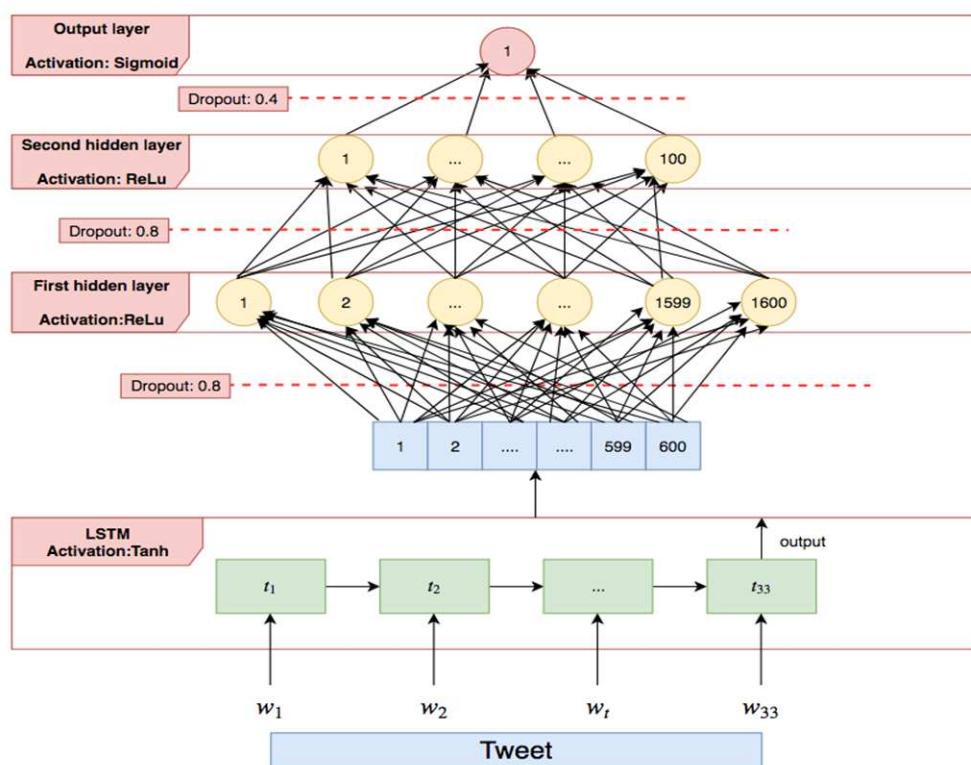 Output layer
Activation: Sigmoid
1
Dropout: 0.4
Second hidden layer
Activation: ReLu
1 ... ... 100
Dropout: 0.8
First hidden layer
Activation:ReLu
1 2 ... ... 1599 1600
Dropout: 0.8
1 2 .... .... 599 600
LSTM
Activation:Tanh
output
t₁ t₂ ... t₃₃
w₁ w₂ wₜ w₃₃
Tweet